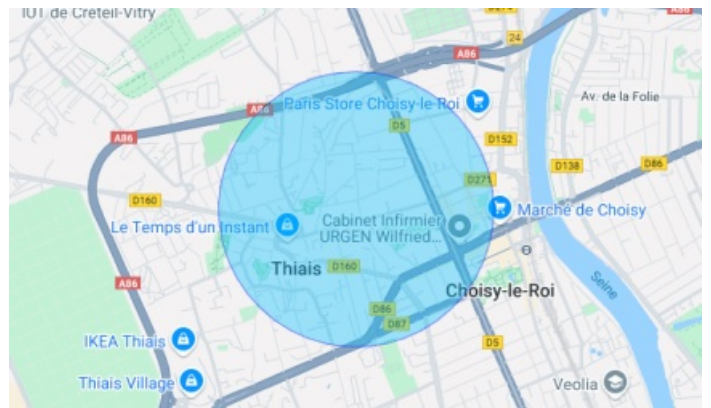 IUT de Créteil-Vitry
24
A86
A86
Paris Store Choisy-le Roi
Av. de la Folie
D5
A86
D152
D138
D86
D271
D160
Marché de Choisy
Le Temps d'un Instant
Cabinet Infirmier
URGEN Wilfried...
Thiais
D160
A86
Seine
Choisy-le-Roi
D86
D87
IKEA Thiais
D5
Thiais Village
Veolia